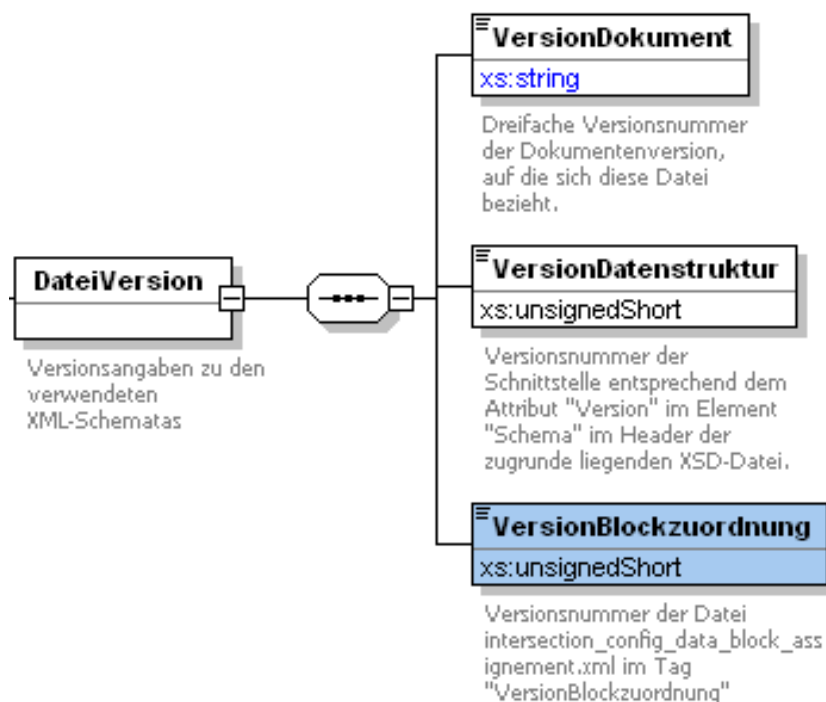 DateiVersion
Versionsangaben zu den
verwendeten
XML-Schematas
VersionDokument
xs:string
Dreifache Versionsnummer
der Dokumentenversion,
auf die sich diese Datei
bezieht.
VersionDatenstruktur
xs:unsignedShort
Versionsnummer der
Schnittstelle entsprechend dem
Attribut "Version" im Element
"Schema" im Header der
zugrunde liegenden XSD-Datei.
VersionBlockzuordnung
xs:unsignedShort
Versionsnummer der Datei
intersection_config_data_block_ass
ignement.xml im Tag
"VersionBlockzuordnung"